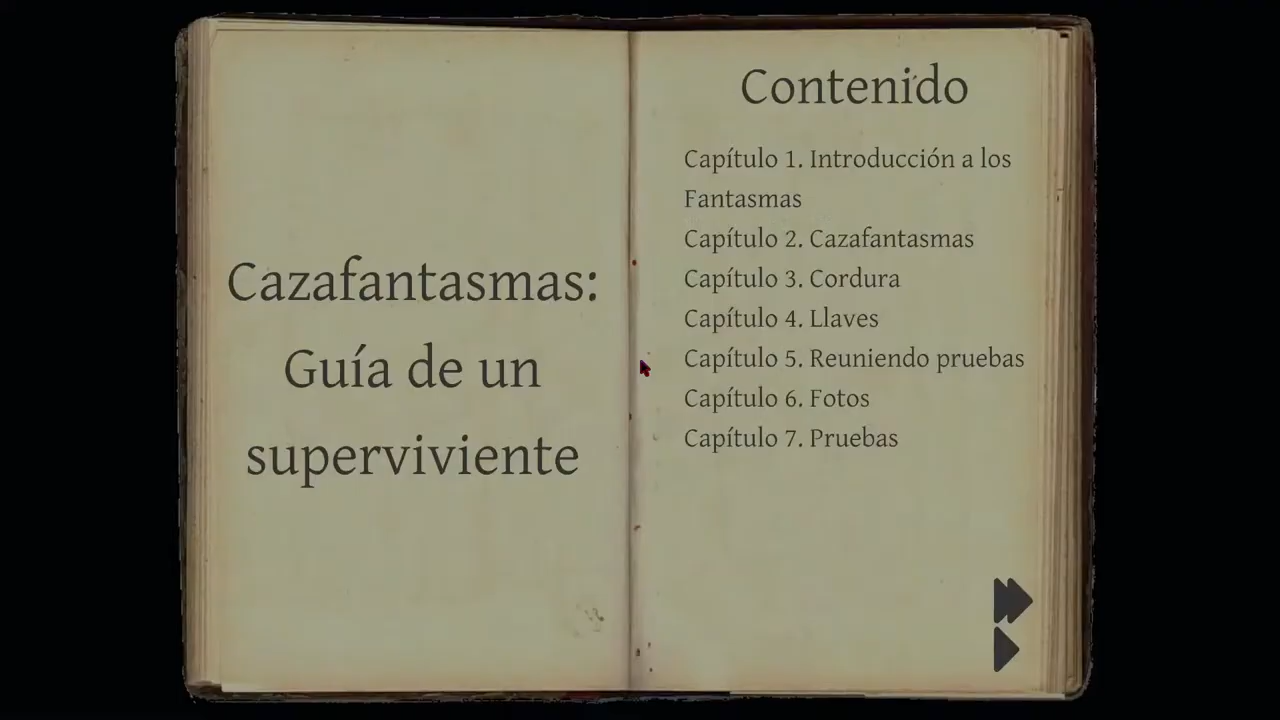 Cazafantasmas:
Guía de un
superviviente
Contenido
Capítulo 1. Introducción a los
Fantasmas
Capítulo 2. Cazafantasmas
Capítulo 3. Cordura
Capítulo 4. Llaves
Capítulo 5. Reuniendo pruebas
Capítulo 6. Fotos
Capítulo 7. Pruebas